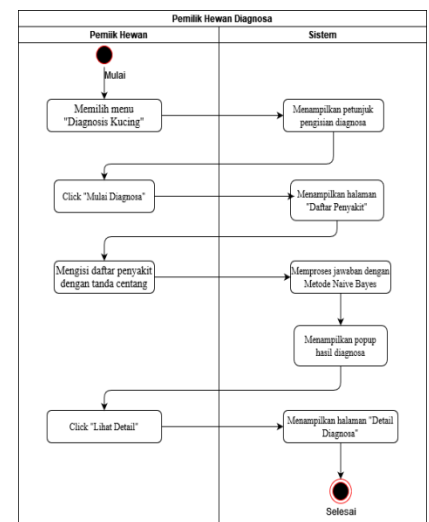 Pemilik Hewan Diagnosa
Pemiik Hewan
Sistem
Mulai
Memilih menu
"Diagnosis Kucing"
Menampilkan petunjuk
pengisian diagnosa
Click "Mulai Diagnosa"
Menampilkan halaman
"Daftar Penyakit"
Mengisi daftar penyakit
dengan tanda centang
Memproses jawaban dengan
Metode Naive Bayes
Menampilkan popup
hasil diagnosa
Click "Lihat Detail"
Menampilkan halaman "Detail
Diagnosa"
Selesai